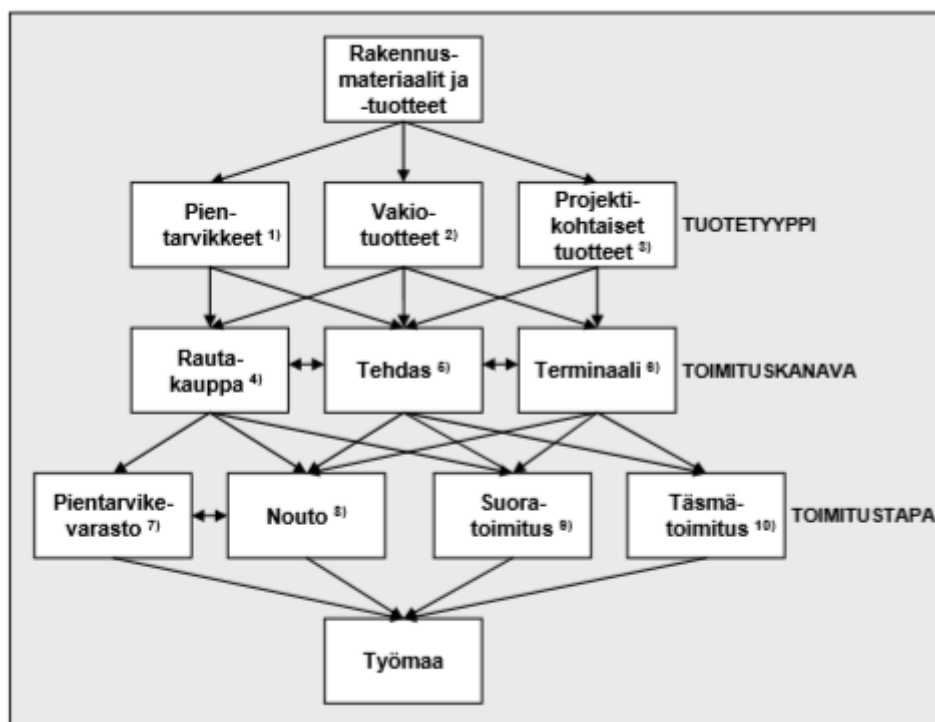 Rakennus-
materiaalit ja
-tuotteet
Pien-
tarvikkeet 1)
Vakio-
tuotteet 2)
Projekti-
kohtaiset
tuotteet 3)
TUOTETYYPPI
Rauta-
kauppa 4)
Tehdas 5)
Terminaali 6)
TOIMITUSKANAVA
Pientarvike-
varasto 7)
Nouto 8)
Suora-
toimitus 9)
Täsmä-
toimitus 10)
TOIMITUSTAPA
Työmaa